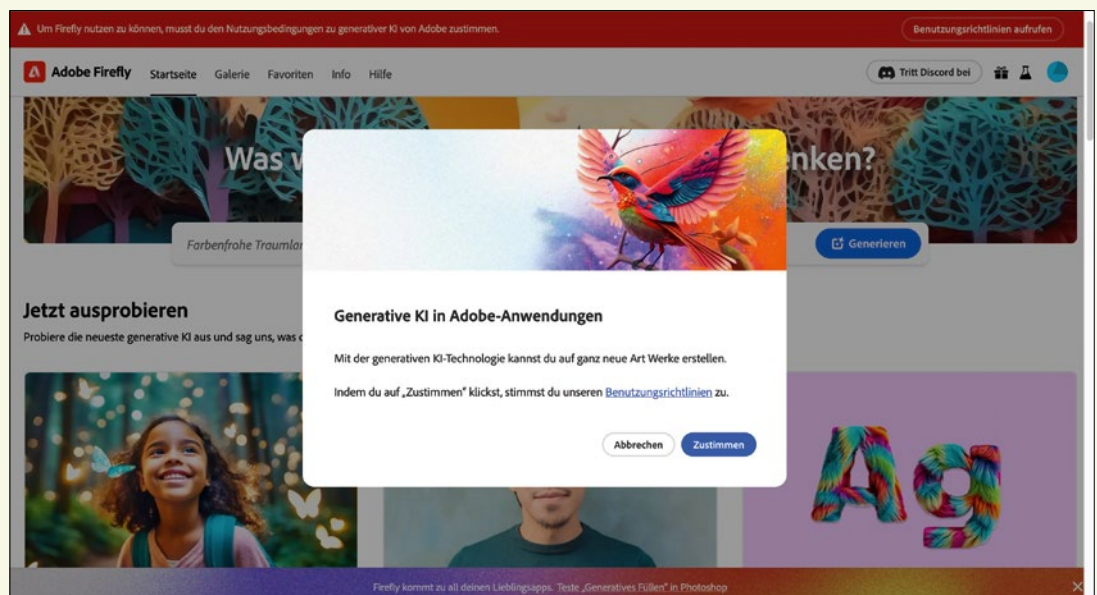 Um Firefly nutzen zu können, musst du den Nutzungsbedingungen zu generativer KI von Adobe zustimmen.
Benutzungsrichtlinien aufrufen
Adobe Firefly Startseite Galerie Favoriten Info Hilfe
Tritt Discord bei
Was
nken?
Farbenfrohe
Generieren
Jetzt ausprobieren
Probiere die neueste generative KI aus und sag uns, was
Generative KI in Adobe-Anwendungen
Mit der generativen KI-Technologie kannst du auf ganz neue Art Werke erstellen.
Indem du auf „Zustimmen“ klickst, stimmst du unseren Benutzungsrichtlinien zu.
Abbrechen Zustimmen
Ag
Firefly kommt zu all deinen Lieblingsapps. Teste „Generatives Füllen“ in Photoshop